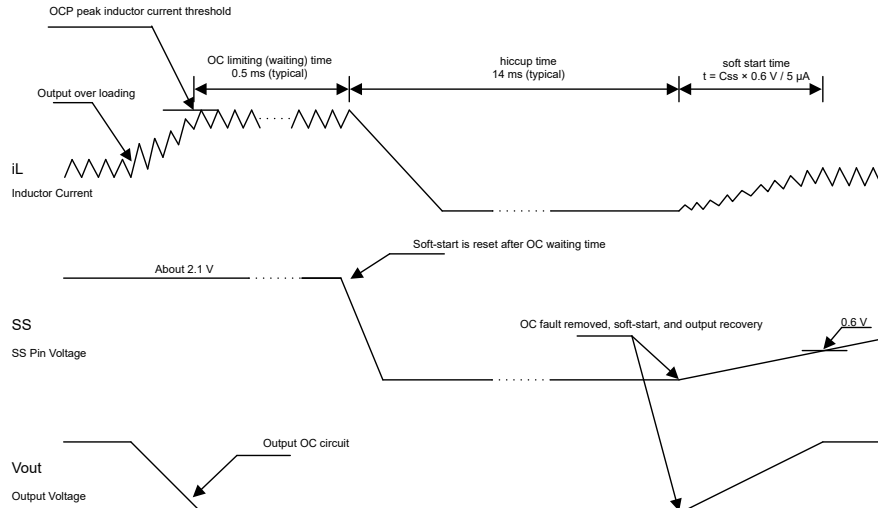 OCP peak inductor current threshold
OC limiting (waiting) time
0.5 ms (typical)
hiccup time
14 ms (typical)
soft start time
t = Css × 0.6 V / 5 µA
Output over loading
iL
Inductor Current
Soft-start is reset after OC waiting time
About 2.1 V
SS
SS Pin Voltage
OC fault removed, soft-start, and output recovery
0.6 V
Output OC circuit
Vout
Output Voltage